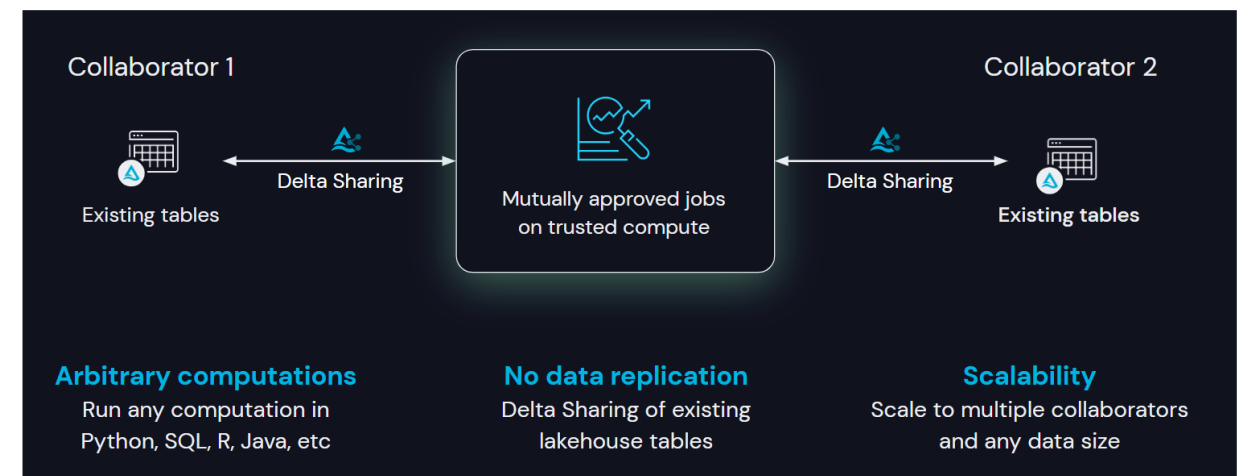 Collaborator 1
Collaborator 2
Delta Sharing
Delta Sharing
Existing tables
Mutually approved jobs
on trusted compute
Existing tables
Arbitrary computations
Run any computation in
Python, SQL, R, Java, etc
No data replication
Delta Sharing of existing
lakehouse tables
Scalability
Scale to multiple collaborators
and any data size